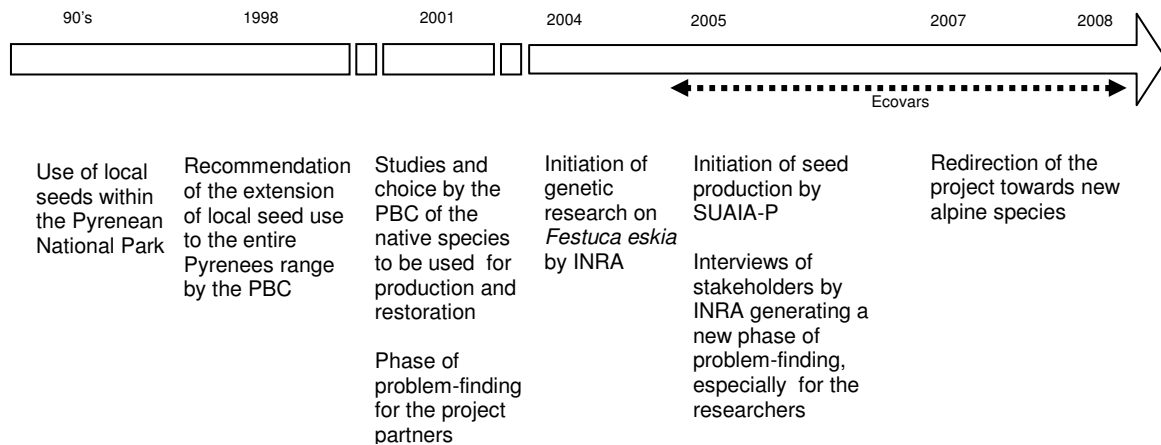 90's 1998 2001 2004 2005 2007 2008
Ecovars
Use of local
seeds within
the Pyrenean
National Park
Recommendation
of the extension
of local seed use
to the entire
Pyrenees range
by the PBC
Studies and
choice by the
PBC of the
native species
to be used for
production and
restoration
Phase of
problem-finding
for the project
partners
Initiation of
genetic
research on
Festuca eskia
by INRA
Initiation of seed
production by
SUAIA-P
Interviews of
stakeholders by
INRA generating a
new phase of
problem-finding,
especially for the
researchers
Redirection of the
project towards new
alpine species